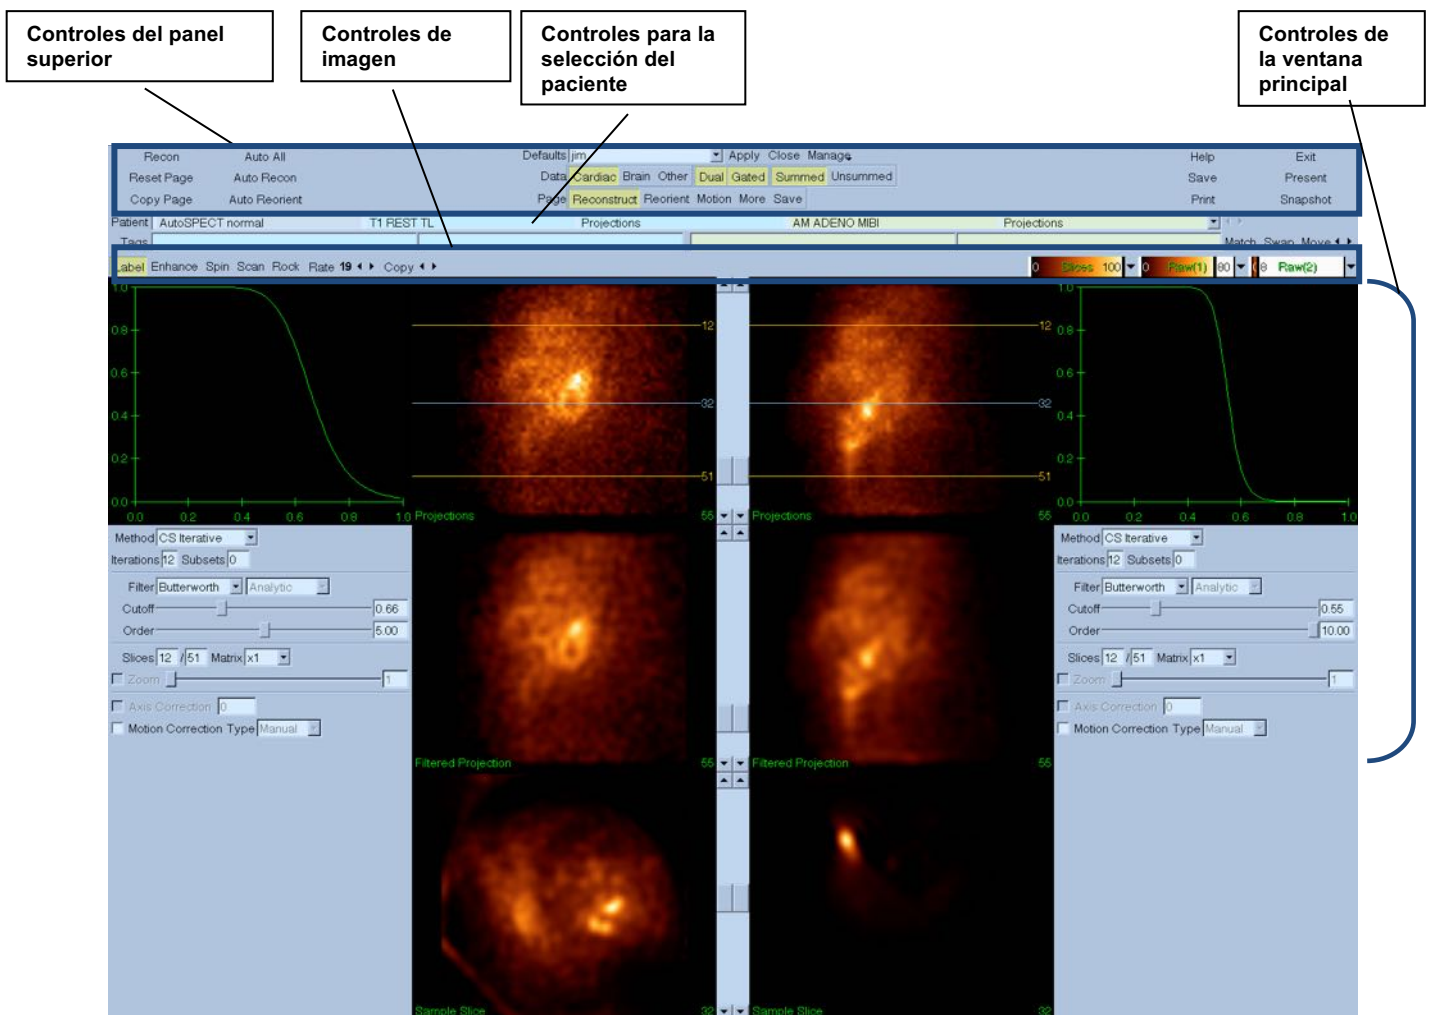 Controles del panel
superior
Controles de
imagen
Controles para la
selección del
paciente
Controles de
la ventana
principal
Recon Auto All Defaults jim Apply Close Manage Help Exit
Reset Page Auto Recon Data Cardiac Brain Other Dual Gated Summed Unsummed Save Present
Copy Page Auto Reorient Page Reconstruct Reorient Motion More Save Print Snapshot
Patient AutoSPECT normal T1 REST TL Projections AM ADENO MIBI Projections
Tags Match Swap Move
Label Enhance Spin Scan Rock Rate 19 Copy 0 Slices 100 0 Raw(1) 80 Raw(2)
1.0
0.8
0.6
0.4
0.2
0.0
0.0 0.2 0.4 0.6 0.8 1.0
12
32
51
Projections 55
12
32
51
Projections 55
1.0
0.8
0.6
0.4
0.2
0.0
0.0 0.2 0.4 0.6 0.8 1.0
Method CS Iterative
Iterations 12 Subsets 0
Filter Butterworth Analytic
Cutoff 0.66
Order 5.00
Slices 12 / 51 Matrix x1
Zoom 1
Axis Correction 0
Motion Correction Type Manual
Filtered Projection 55
Filtered Projection 55
Method CS Iterative
Iterations 12 Subsets 0
Filter Butterworth Analytic
Cutoff 0.55
Order 10.00
Slices 12 / 51 Matrix x1
Zoom 1
Axis Correction 0
Motion Correction Type Manual
Sample Slice 32
Sample Slice 32